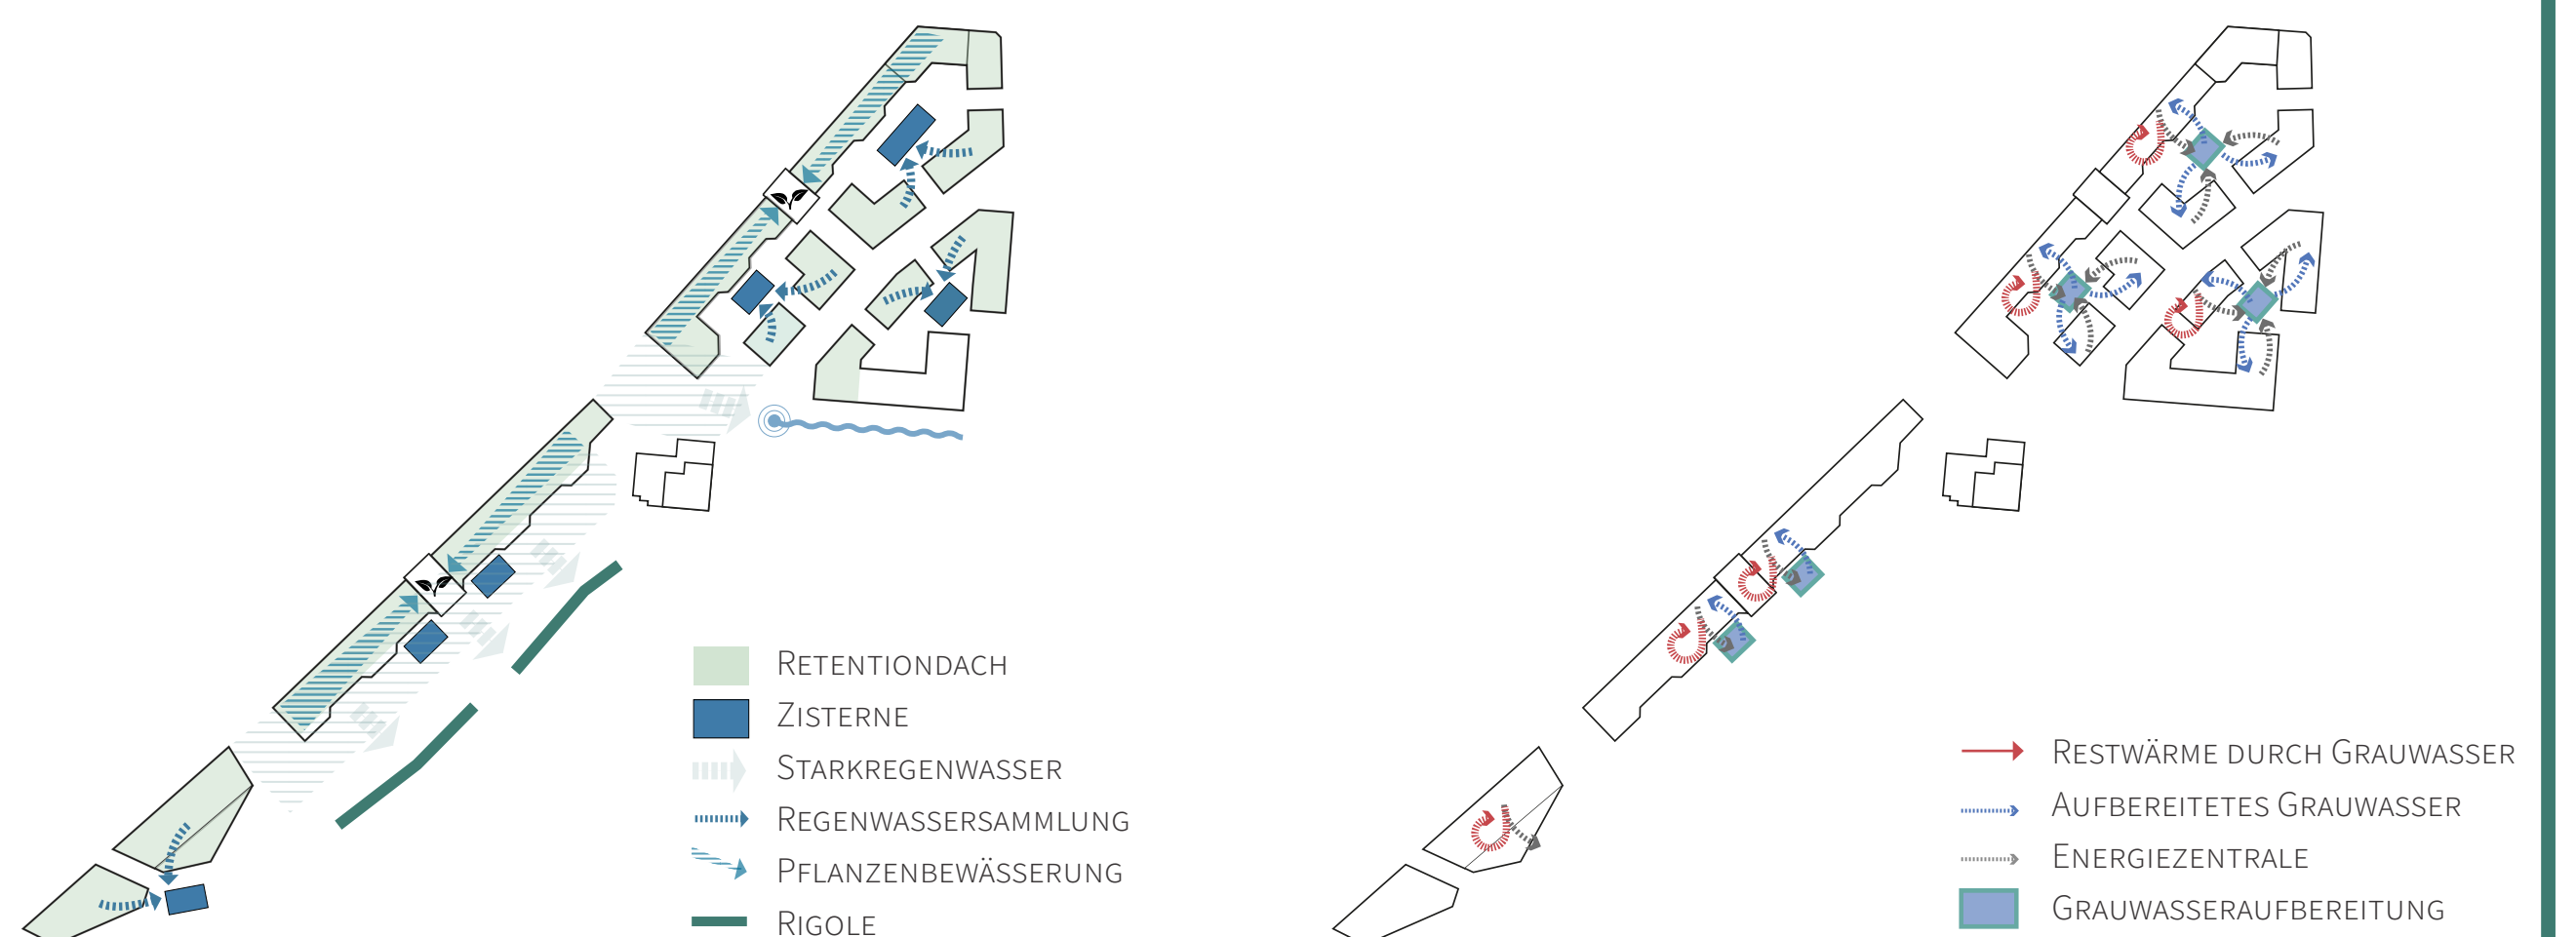 Retentiondach
Zisterne
Starkregenwasser
Regenwassersammlung
Pflanzenbewässerung
Rigole
Restwärme durch Grauwasser
Aufbereitetes Grauwasser
Energiezentrale
Grauwasseraufbereitung